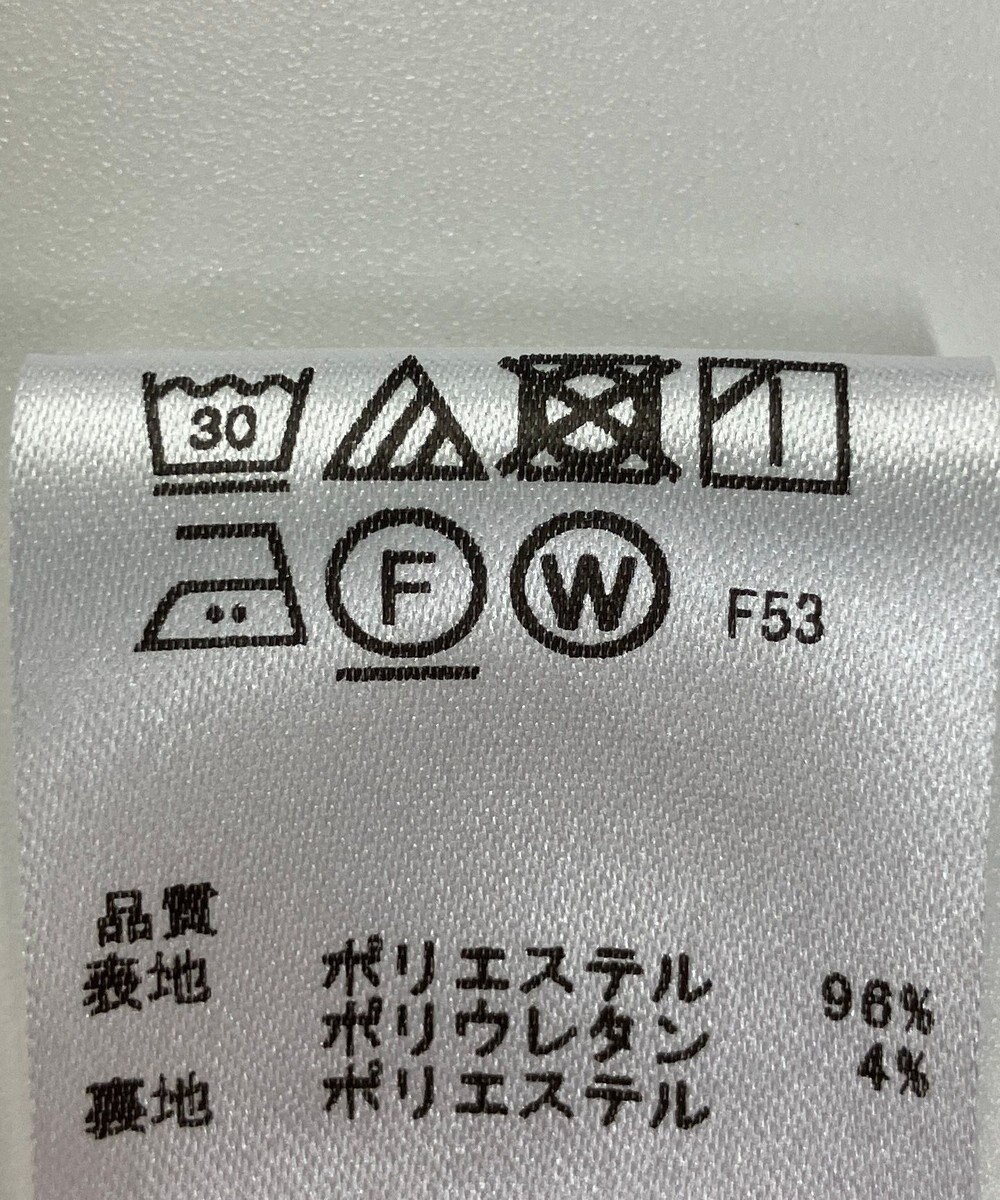 30
F W F53
品質
表地 ポリエステル 96%
ポリウレタン 4%
裏地 ポリエステル